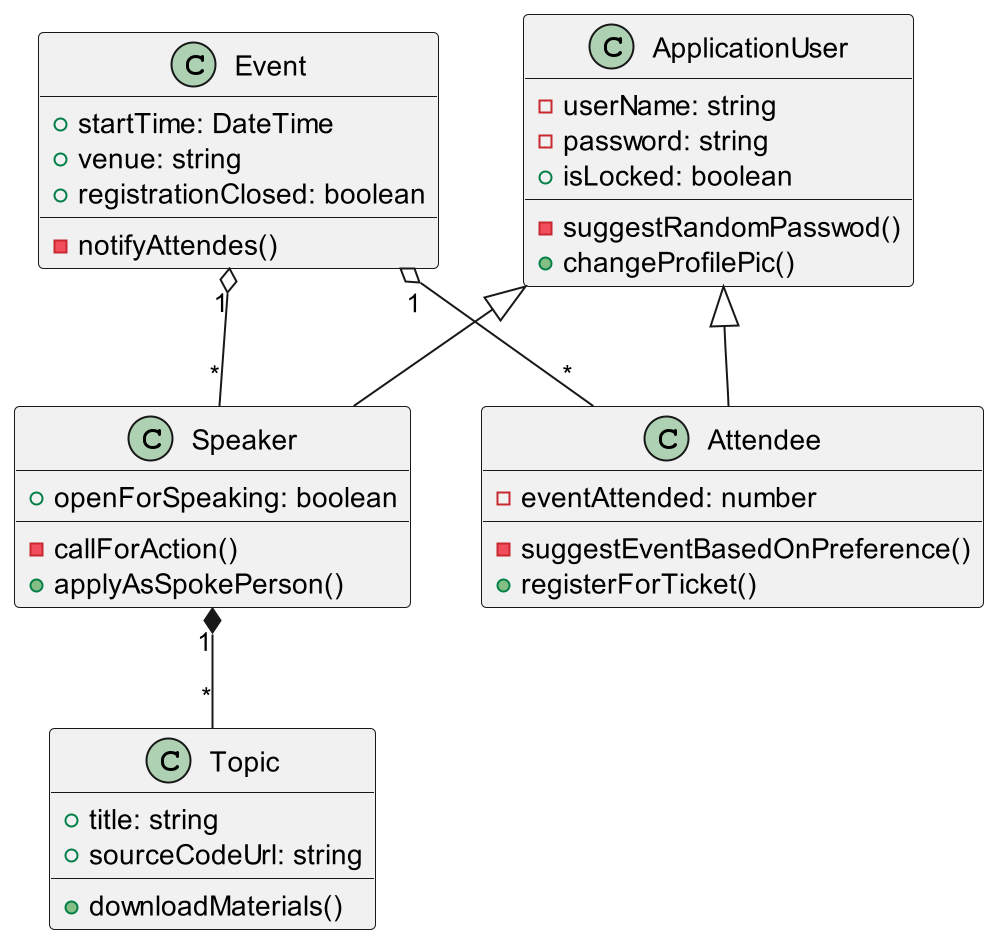 C Event
startTime: DateTime
venue: string
registrationClosed: boolean
notifyAttendes()
C ApplicationUser
userName: string
password: string
isLocked: boolean
suggestRandomPasswod()
changeProfilePic()
1
*
1
*
C Speaker
openForSpeaking: boolean
callForAction()
applyAsSpokePerson()
C Attendee
eventAttended: number
suggestEventBasedOnPreference()
registerForTicket()
1
*
C Topic
title: string
sourceCodeUrl: string
downloadMaterials()